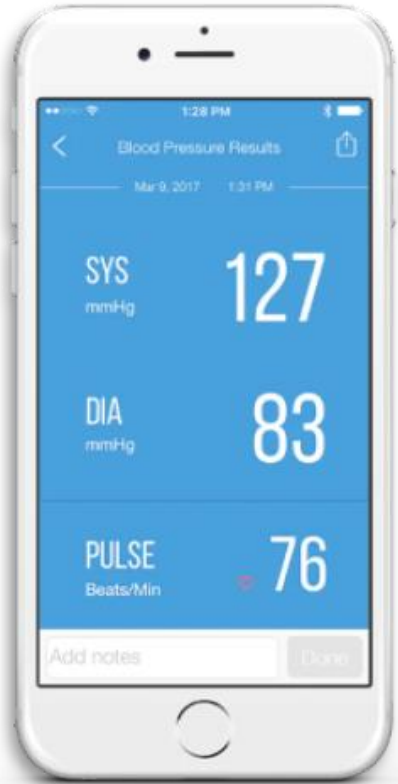 1:28 PM
Blood Pressure Results
Mar 9, 2017 1:31 PM
SYS 127
mmHg
DIA 83
mmHg
PULSE 76
Beats/Min
Add notes Done